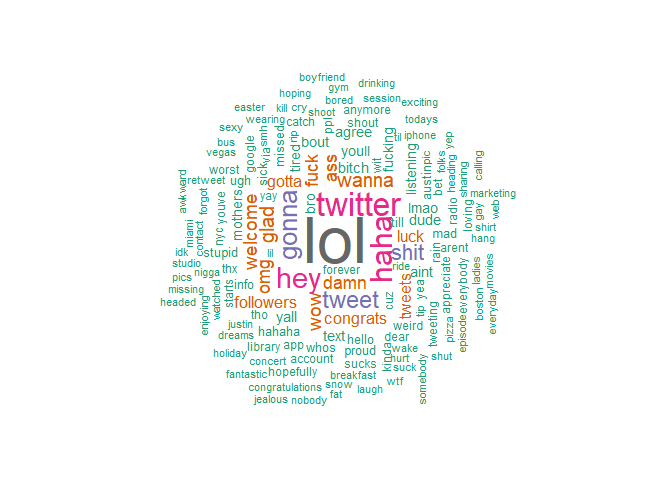 boyfriend
gym
drinking
hoping
bored
session
exciting
easter
kill
cry
shoot
anymore
todays
wearing
catch
ppl
shout
sexy
smh
missed
rip
bout
agree
fucking
til
iphone
yep
bus
google
via
tired
fuck
ass
youll
wit
listening
pic
folks
calling
vegas
sick
bitch
austin
bet
heading
sharing
worst
gotta
wanna
marketing
awkward
retweet
ugh
yay
bro
twitter
lmao
radio
loving
gay
web
forgot
mothers
welcome
glad
gonna
lol
haha
still
dude
shirt
nyc
youve
luck
mad
hang
miami
contact
idk
stupid
lil
shit
rain
arent
studio
nigga
thx
omg
hey
forever
ride
aint
pics
info
damn
yea
appreciate
everybody
ladies
movies
missing
watched
starts
followers
wow
tweet
cuz
tweets
tip
headed
enjoying
tho
yall
congrats
weird
tweeting
pizza
episode
boston
everyday
justin
hahaha
text
hello
dear
dreams
library
app
whos
proud
kinda
wake
holiday
concert
account
sucks
hurt
shut
fantastic
hopefully
breakfast
suck
somebody
congratulations
snow
wtf
jealous
nobody
fat
laugh